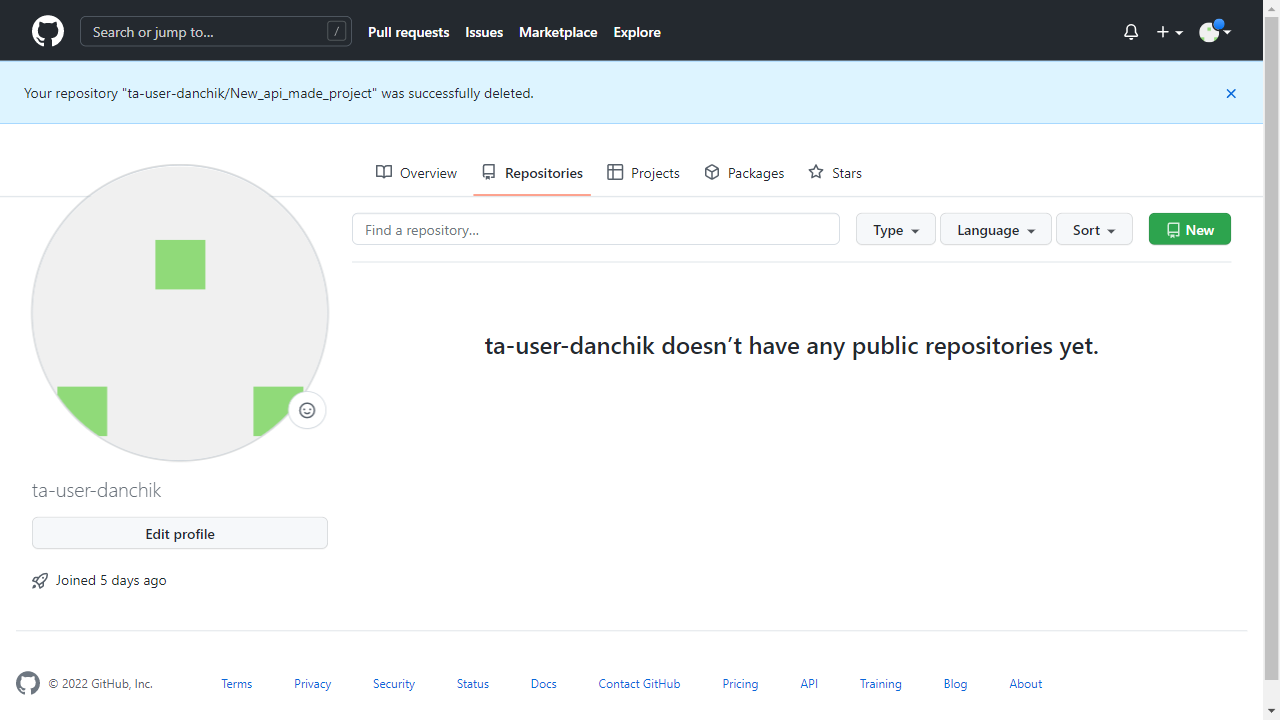 Search or jump to... / Pull requests Issues Marketplace Explore
Your repository "ta-user-danchik/New_api_made_project" was successfully deleted.
Overview Repositories Projects Packages Stars
Find a repository... Type Language Sort New
ta-user-danchik doesn’t have any public repositories yet.
ta-user-danchik
Edit profile
Joined 5 days ago
© 2022 GitHub, Inc. Terms Privacy Security Status Docs Contact GitHub Pricing API Training Blog About